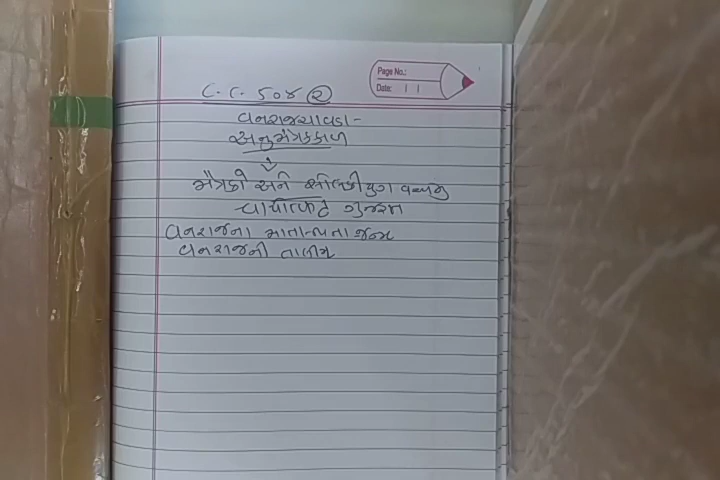 Page No.:
Date:
C.C. 504 (2)
વનરાજચાવડા-
અનુમૈત્રકકાળ
મૈત્રકો અને સોલંકીયુગ વચ્ચેનું
ચાપોત્કટ ગુજરાત
વનરાજના માતા-પિતા જન્મ
વનરાજની તાલીમ